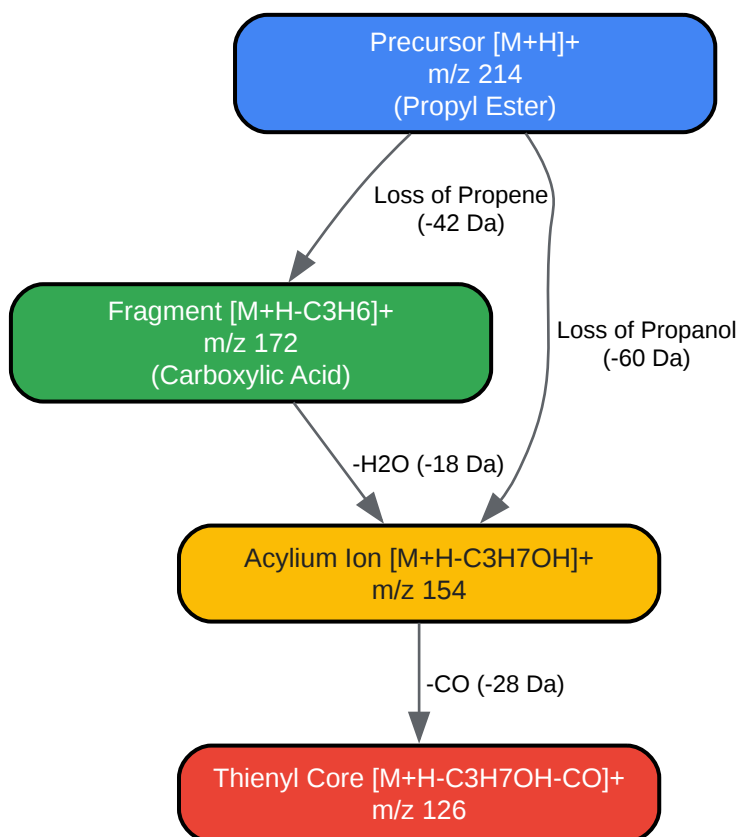 Precursor [M+H]+
m/z 214
(Propyl Ester)
Loss of Propene
(-42 Da)
Fragment [M+H-C3H6]+
m/z 172
(Carboxylic Acid)
Loss of Propanol
(-60 Da)
-H2O (-18 Da)
Acylium Ion [M+H-C3H7OH]+
m/z 154
-CO (-28 Da)
Thienyl Core [M+H-C3H7OH-CO]+
m/z 126